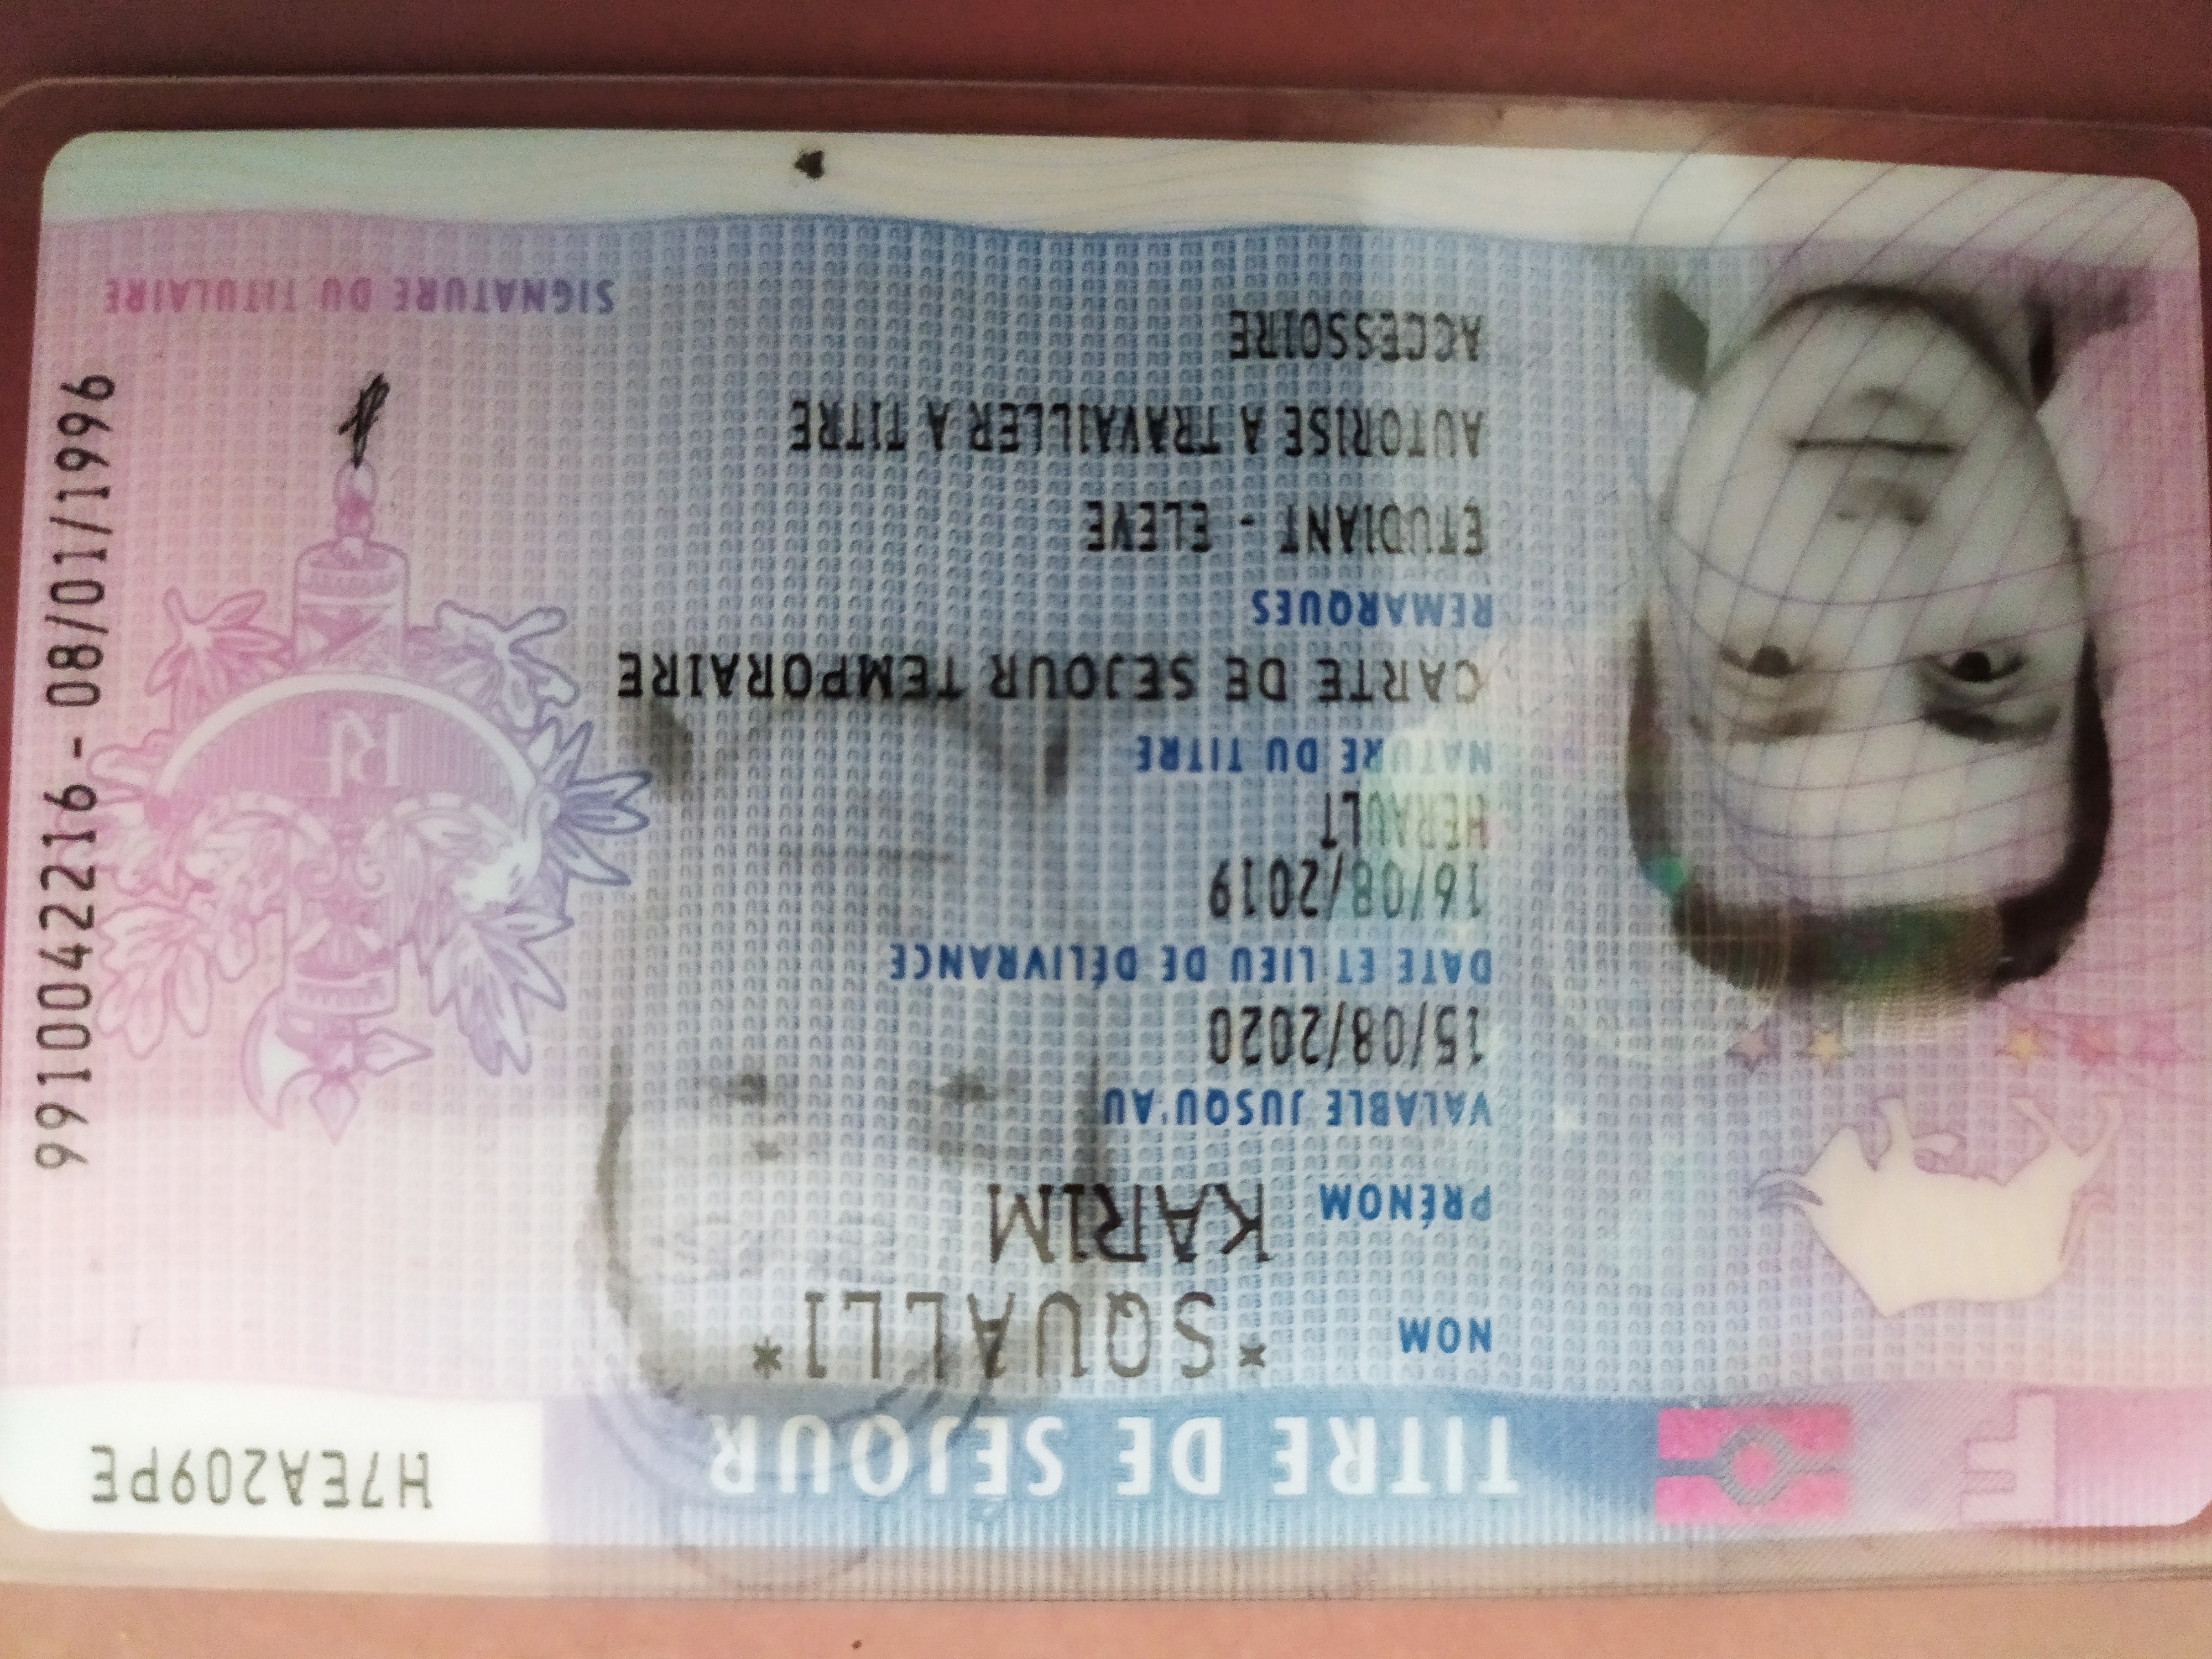 F
TITRE DE SÉJOUR
H7EA209PE
NOM *SQUALLI*
PRÉNOM KARIM
VALABLE JUSQU'AU
15/08/2020
DATE ET LIEU DE DÉLIVRANCE
16/08/2019
HERAULT
NATURE DU TITRE
CARTE DE SEJOUR TEMPORAIRE
REMARQUES
ETUDIANT - ELEVE
AUTORISE A TRAVAILLER A TITRE
ACCESSOIRE
RF
SIGNATURE DU TITULAIRE
9910042216 - 08/01/1996